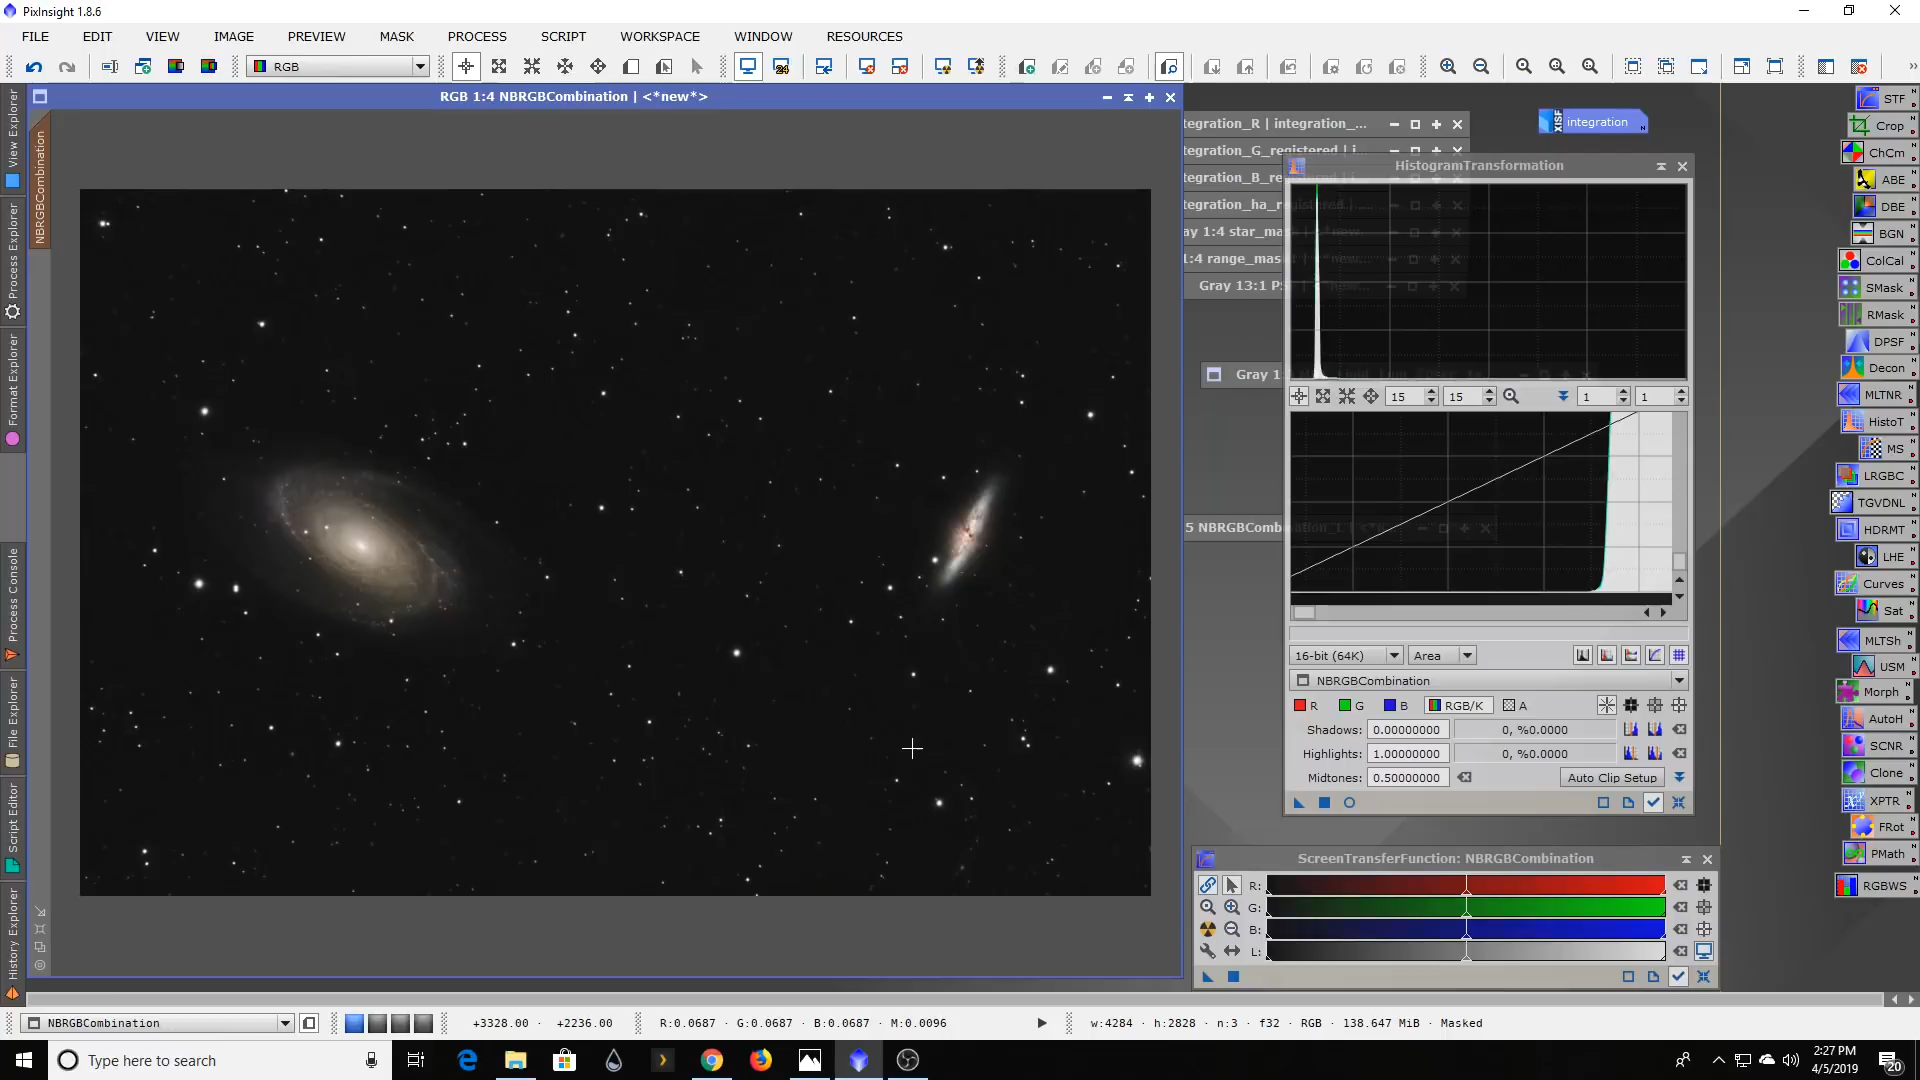 PixInsight 1.8.6
FILE EDIT VIEW IMAGE PREVIEW MASK PROCESS SCRIPT WORKSPACE WINDOW RESOURCES
RGB
24
RGB 1:4 NBRGBCombination | <*new*>
View Explorer
Process Explorer
Format Explorer
Process Console
File Explorer
Script Editor
History Explorer
NBRGBCombination
tegration_R | integration_...
tegration_G_registered | i...
tegration_B_registered | i...
tegration_ha_registered |...
ay 1:4 star_ma
1:4 range_mas
Gray 13:1 P
Gray 1
5 NBRGBCombination_
XISF integration
HistogramTransformation
15 15 1 1
16-bit (64K) Area
NBRGBCombination
R G B RGB/K A
Shadows: 0.00000000 0, %0.0000
Highlights: 1.00000000 0, %0.0000
Midtones: 0.50000000 Auto Clip Setup
ScreenTransferFunction: NBRGBCombination
R:
G:
B:
L:
STF
Crop
ChCm
ABE
DBE
BGN
ColCal
SMask
RMask
DPSF
Decon
MLTNR
HistoT
MS
LRGBC
TGVDNL
HDRMT
LHE
Curves
Sat
MLTSh
USM
Morph
AutoH
SCNR
Clone
XPTR
FRot
PMath
RGBWS
NBRGBCombination
+3328.00 · +2236.00
R:0.0687 · G:0.0687 · B:0.0687 · M:0.0096
w:4284 · h:2828 · n:3 · f32 · RGB · 138.647 MiB · Masked
Type here to search
2:27 PM
4/5/2019
20